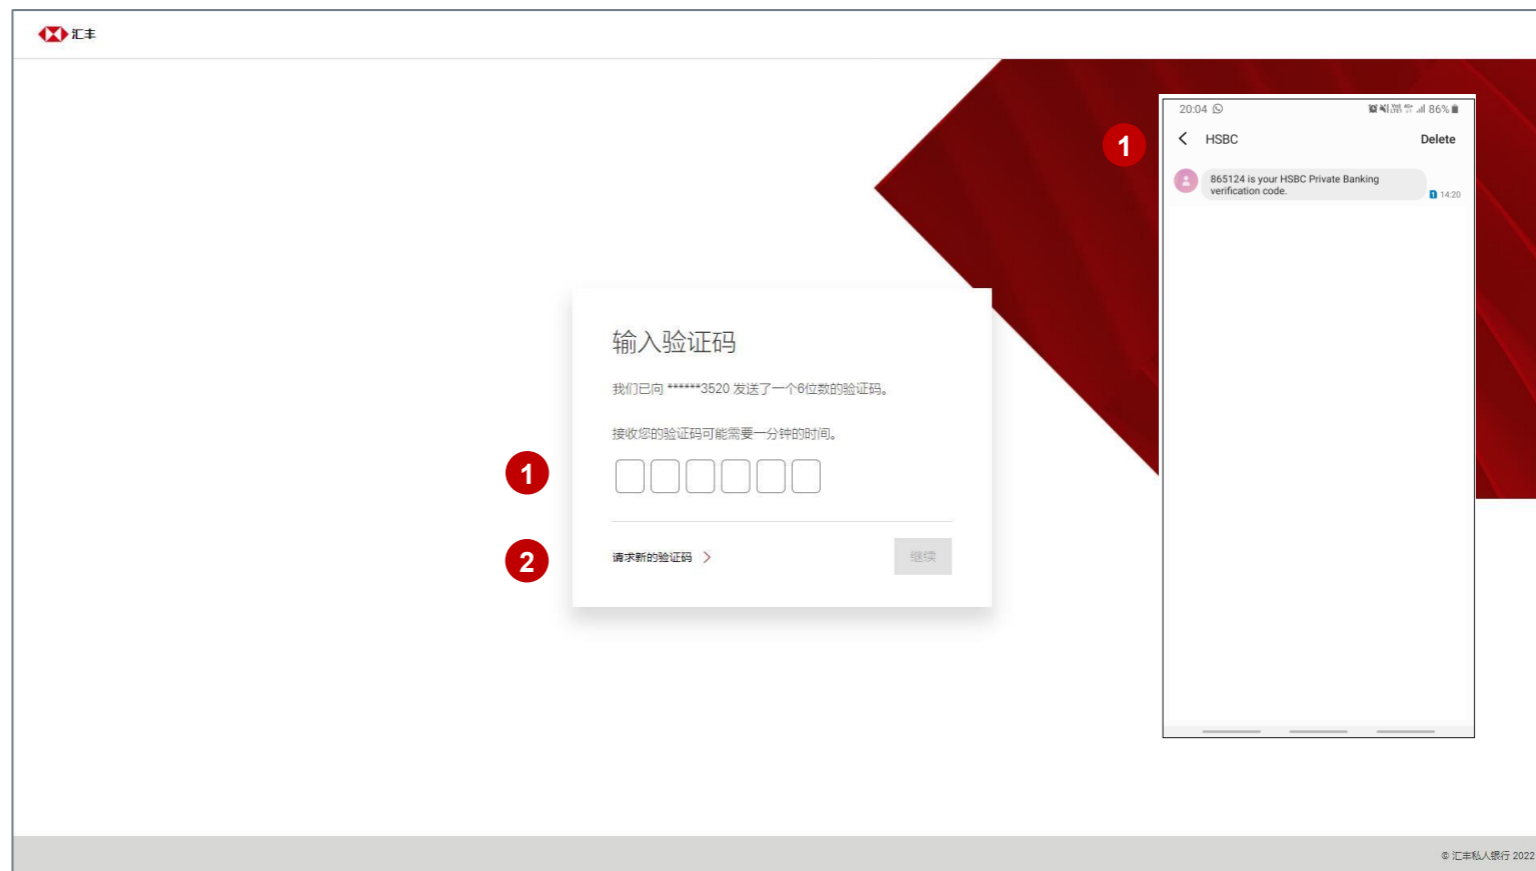 汇丰
输入验证码
我们已向 ******3520 发送了一个6位数的验证码。
接收您的验证码可能需要一分钟的时间。
1
2
请求新的验证码
继续
1
20:04
86%
HSBC
Delete
865124 is your HSBC Private Banking
verification code.
1 14:20
© 汇丰私人银行 2022